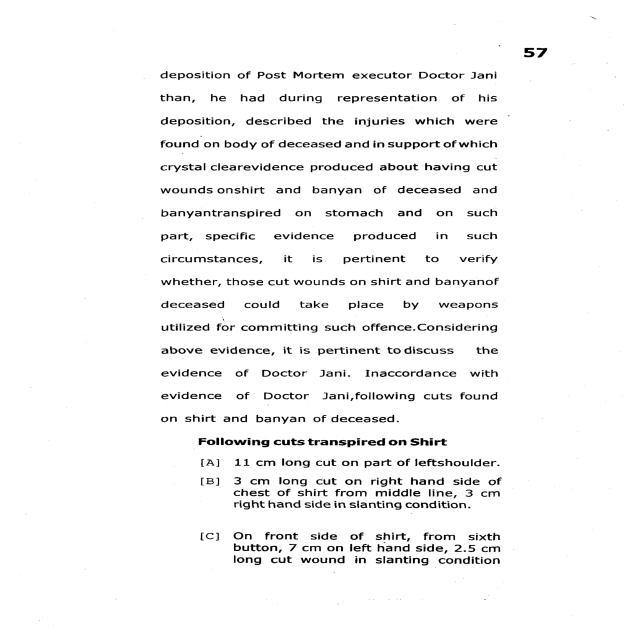 57
deposition of Post Mortem executor Doctor Jani
than, he had during representation of his
deposition, described the injuries which were
found on body of deceased and in support of which
crystal clearevidence produced about having cut
wounds onshirt and banyan of deceased and
banyantranspired on stomach and on such
part, specific evidence produced in such
circumstances, it is pertinent to verify
whether, those cut wounds on shirt and banyanof
deceased could take place by weapons
utilized for committing such offence.Considering
above evidence, it is pertinent to discuss the
evidence of Doctor Jani. Inaccordance with
evidence of Doctor Jani,following cuts found
on shirt and banyan of deceased.
Following cuts transpired on Shirt
[A] 11 cm long cut on part of leftshoulder.
[B] 3 cm long cut on right hand side of
chest of shirt from middle line, 3 cm
right hand side in slanting condition.
[C] On front side of shirt, from sixth
button, 7 cm on left hand side, 2.5 cm
long cut wound in slanting condition